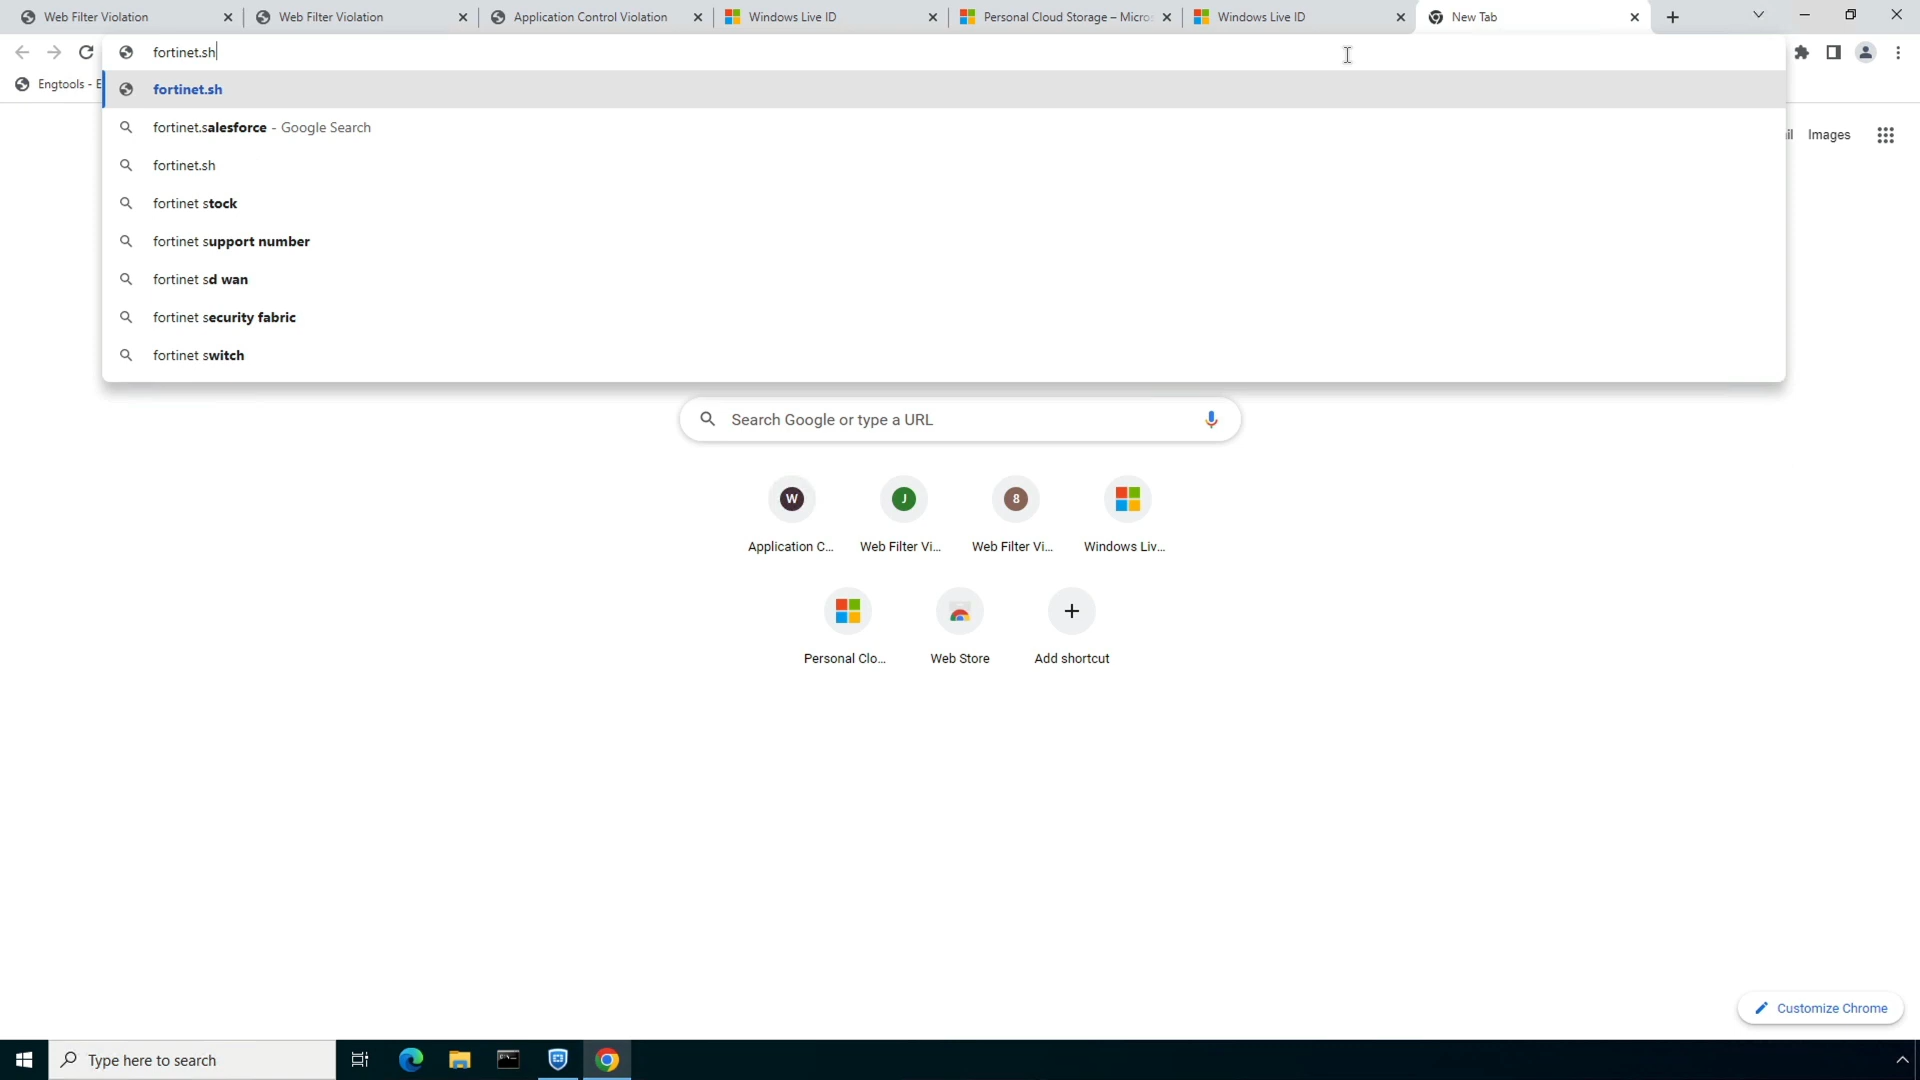 Web Filter Violation
Web Filter Violation
Application Control Violation
Windows Live ID
Personal Cloud Storage – Micros
Windows Live ID
New Tab
fortinet.sh
Engtools - E
fortinet.sh
fortinet.salesforce - Google Search
fortinet.sh
fortinet stock
fortinet support number
fortinet sd wan
fortinet security fabric
fortinet switch
il Images
Search Google or type a URL
W J 8
Application C... Web Filter Vi... Web Filter Vi... Windows Liv...
Personal Clo... Web Store Add shortcut
Customize Chrome
Type here to search